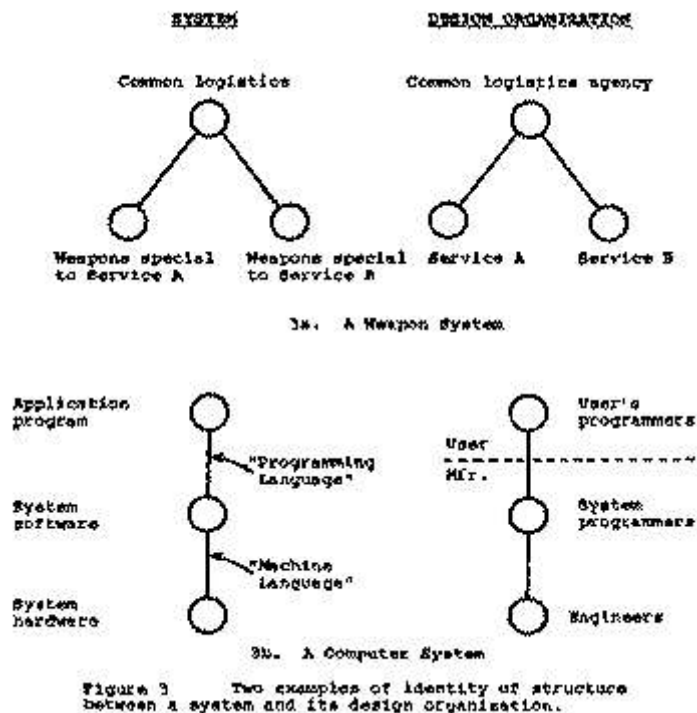 SYSTEM
DESIGN ORGANIZATION
Common logistics
Common logistics agency
Weapons special
to Service A
Weapons special
to Service B
Service A
Service B
3a. A Weapon System
Application
program
"Programming
Language"
System
software
"Machine
Language"
System
hardware
User's
programmers
User
Mfr.
System
programmers
Engineers
3b. A Computer System
Figure 3 Two examples of identity of structure
between a system and its design organization.